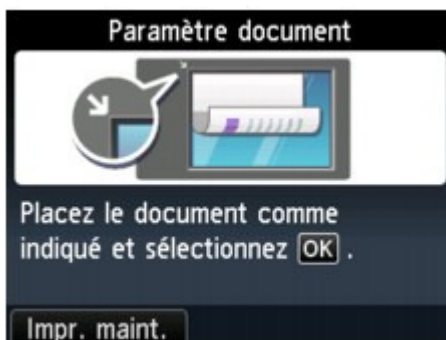 Paramètre document
Placez le document comme
indiqué et sélectionnez OK .
Impr. maint.